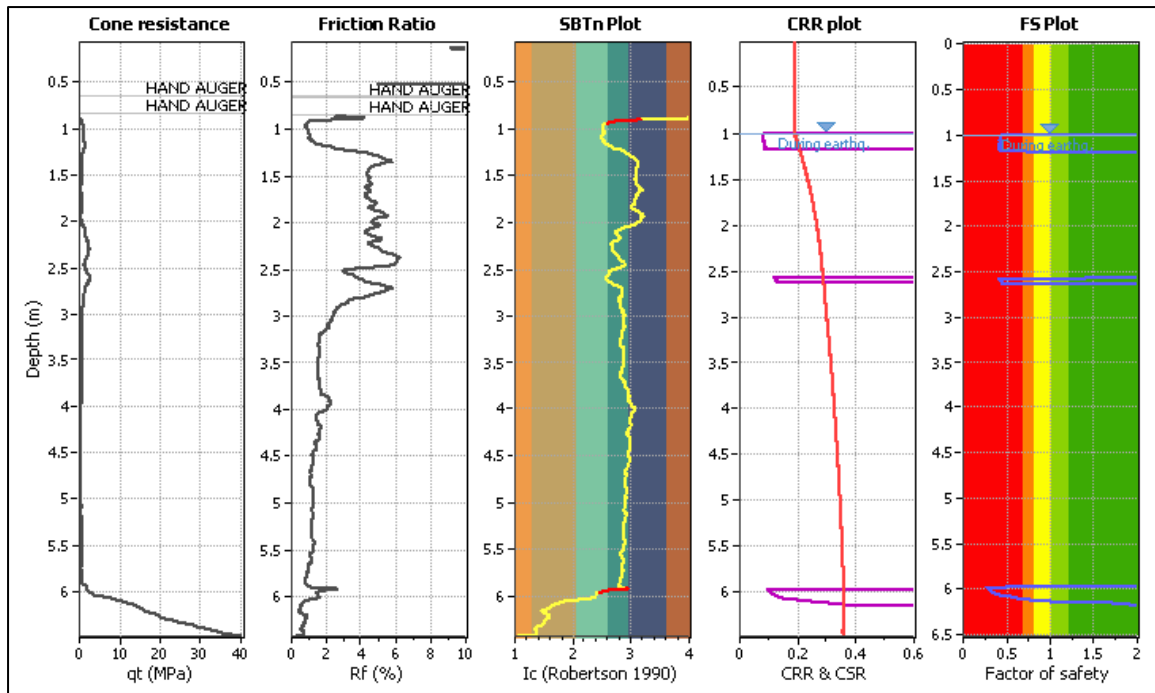 Cone resistance
HAND AUGER
HAND AUGER
Depth (m)
0.5
1
1.5
2
2.5
3
3.5
4
4.5
5
5.5
6
0 10 20 30 40
qt (MPa)
Friction Ratio
HAND AUGER
HAND AUGER
0.5
1
1.5
2
2.5
3
3.5
4
4.5
5
5.5
6
0 2 4 6 8 10
Rf (%)
SBTn Plot
0.5
1
1.5
2
2.5
3
3.5
4
4.5
5
5.5
6
1 2 3 4
Ic (Robertson 1990)
CRR plot
During earthq.
0.5
1
1.5
2
2.5
3
3.5
4
4.5
5
5.5
6
0 0.2 0.4 0.6
CRR & CSR
FS Plot
During earthq.
0
0.5
1
1.5
2
2.5
3
3.5
4
4.5
5
5.5
6
6.5
0 0.5 1 1.5 2
Factor of safety